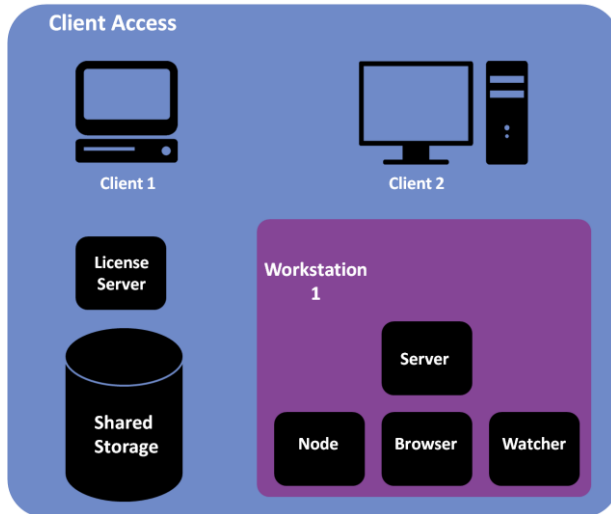 Client Access
Client 1
Client 2
License
Server
Workstation
1
Server
Shared
Storage
Node
Browser
Watcher